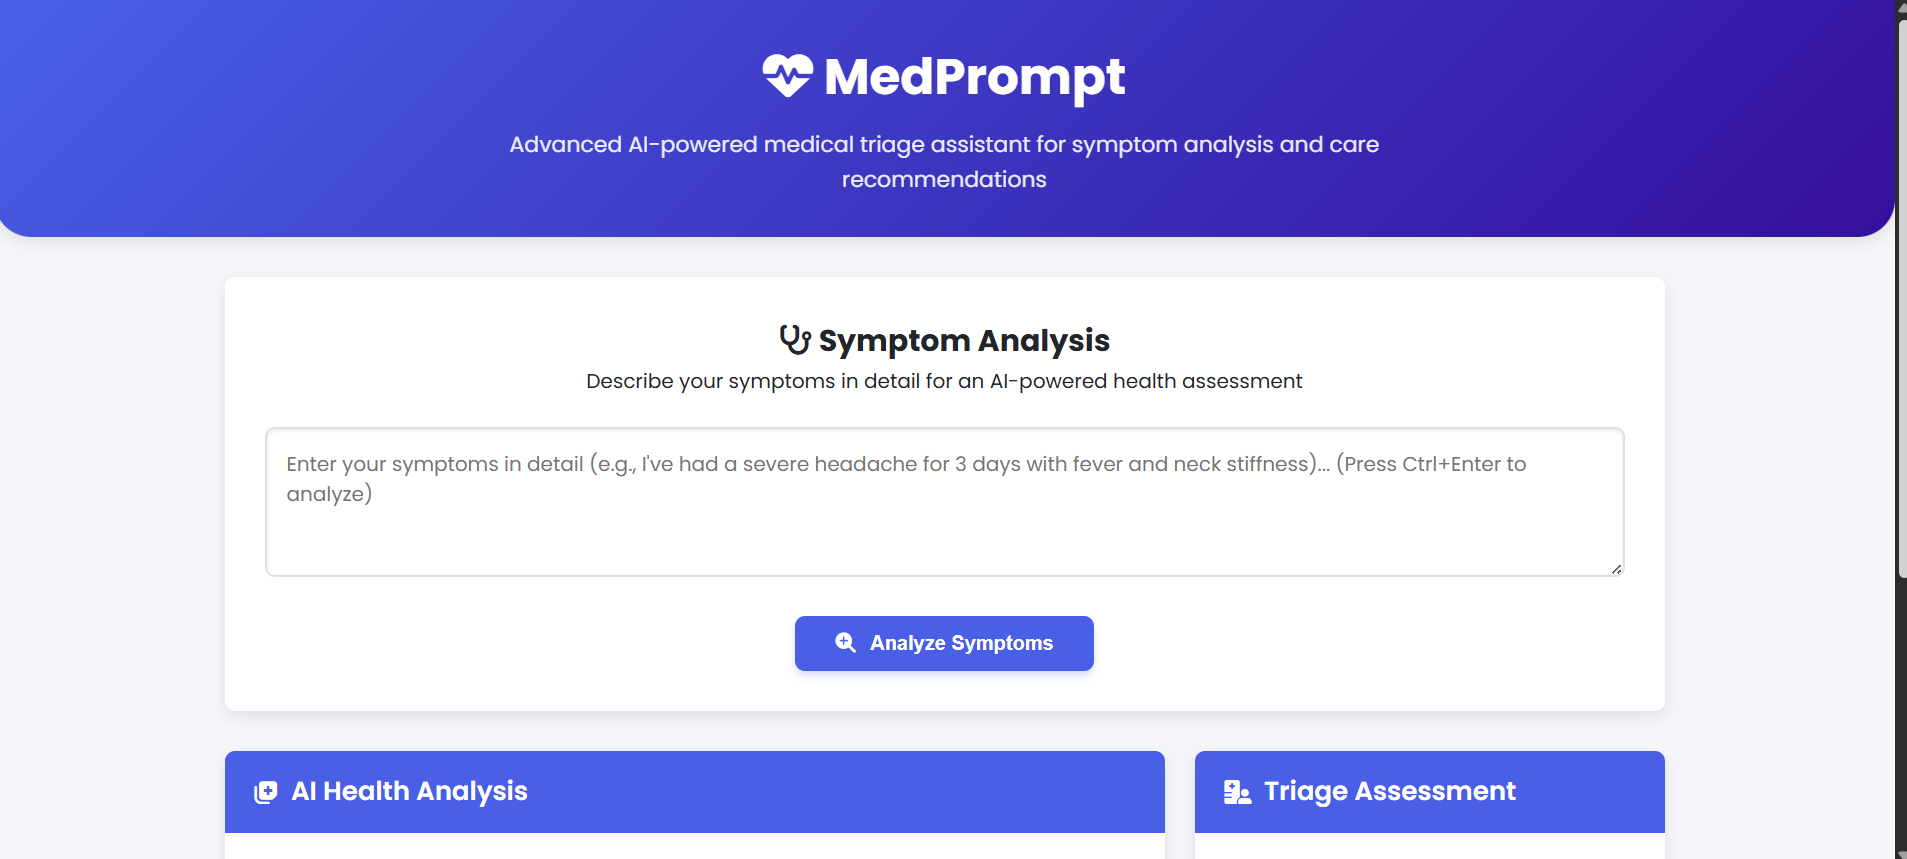 MedPrompt
Advanced AI-powered medical triage assistant for symptom analysis and care
recommendations
Symptom Analysis
Describe your symptoms in detail for an AI-powered health assessment
Enter your symptoms in detail (e.g., I've had a severe headache for 3 days with fever and neck stiffness)... (Press Ctrl+Enter to
analyze)
Analyze Symptoms
AI Health Analysis
Triage Assessment